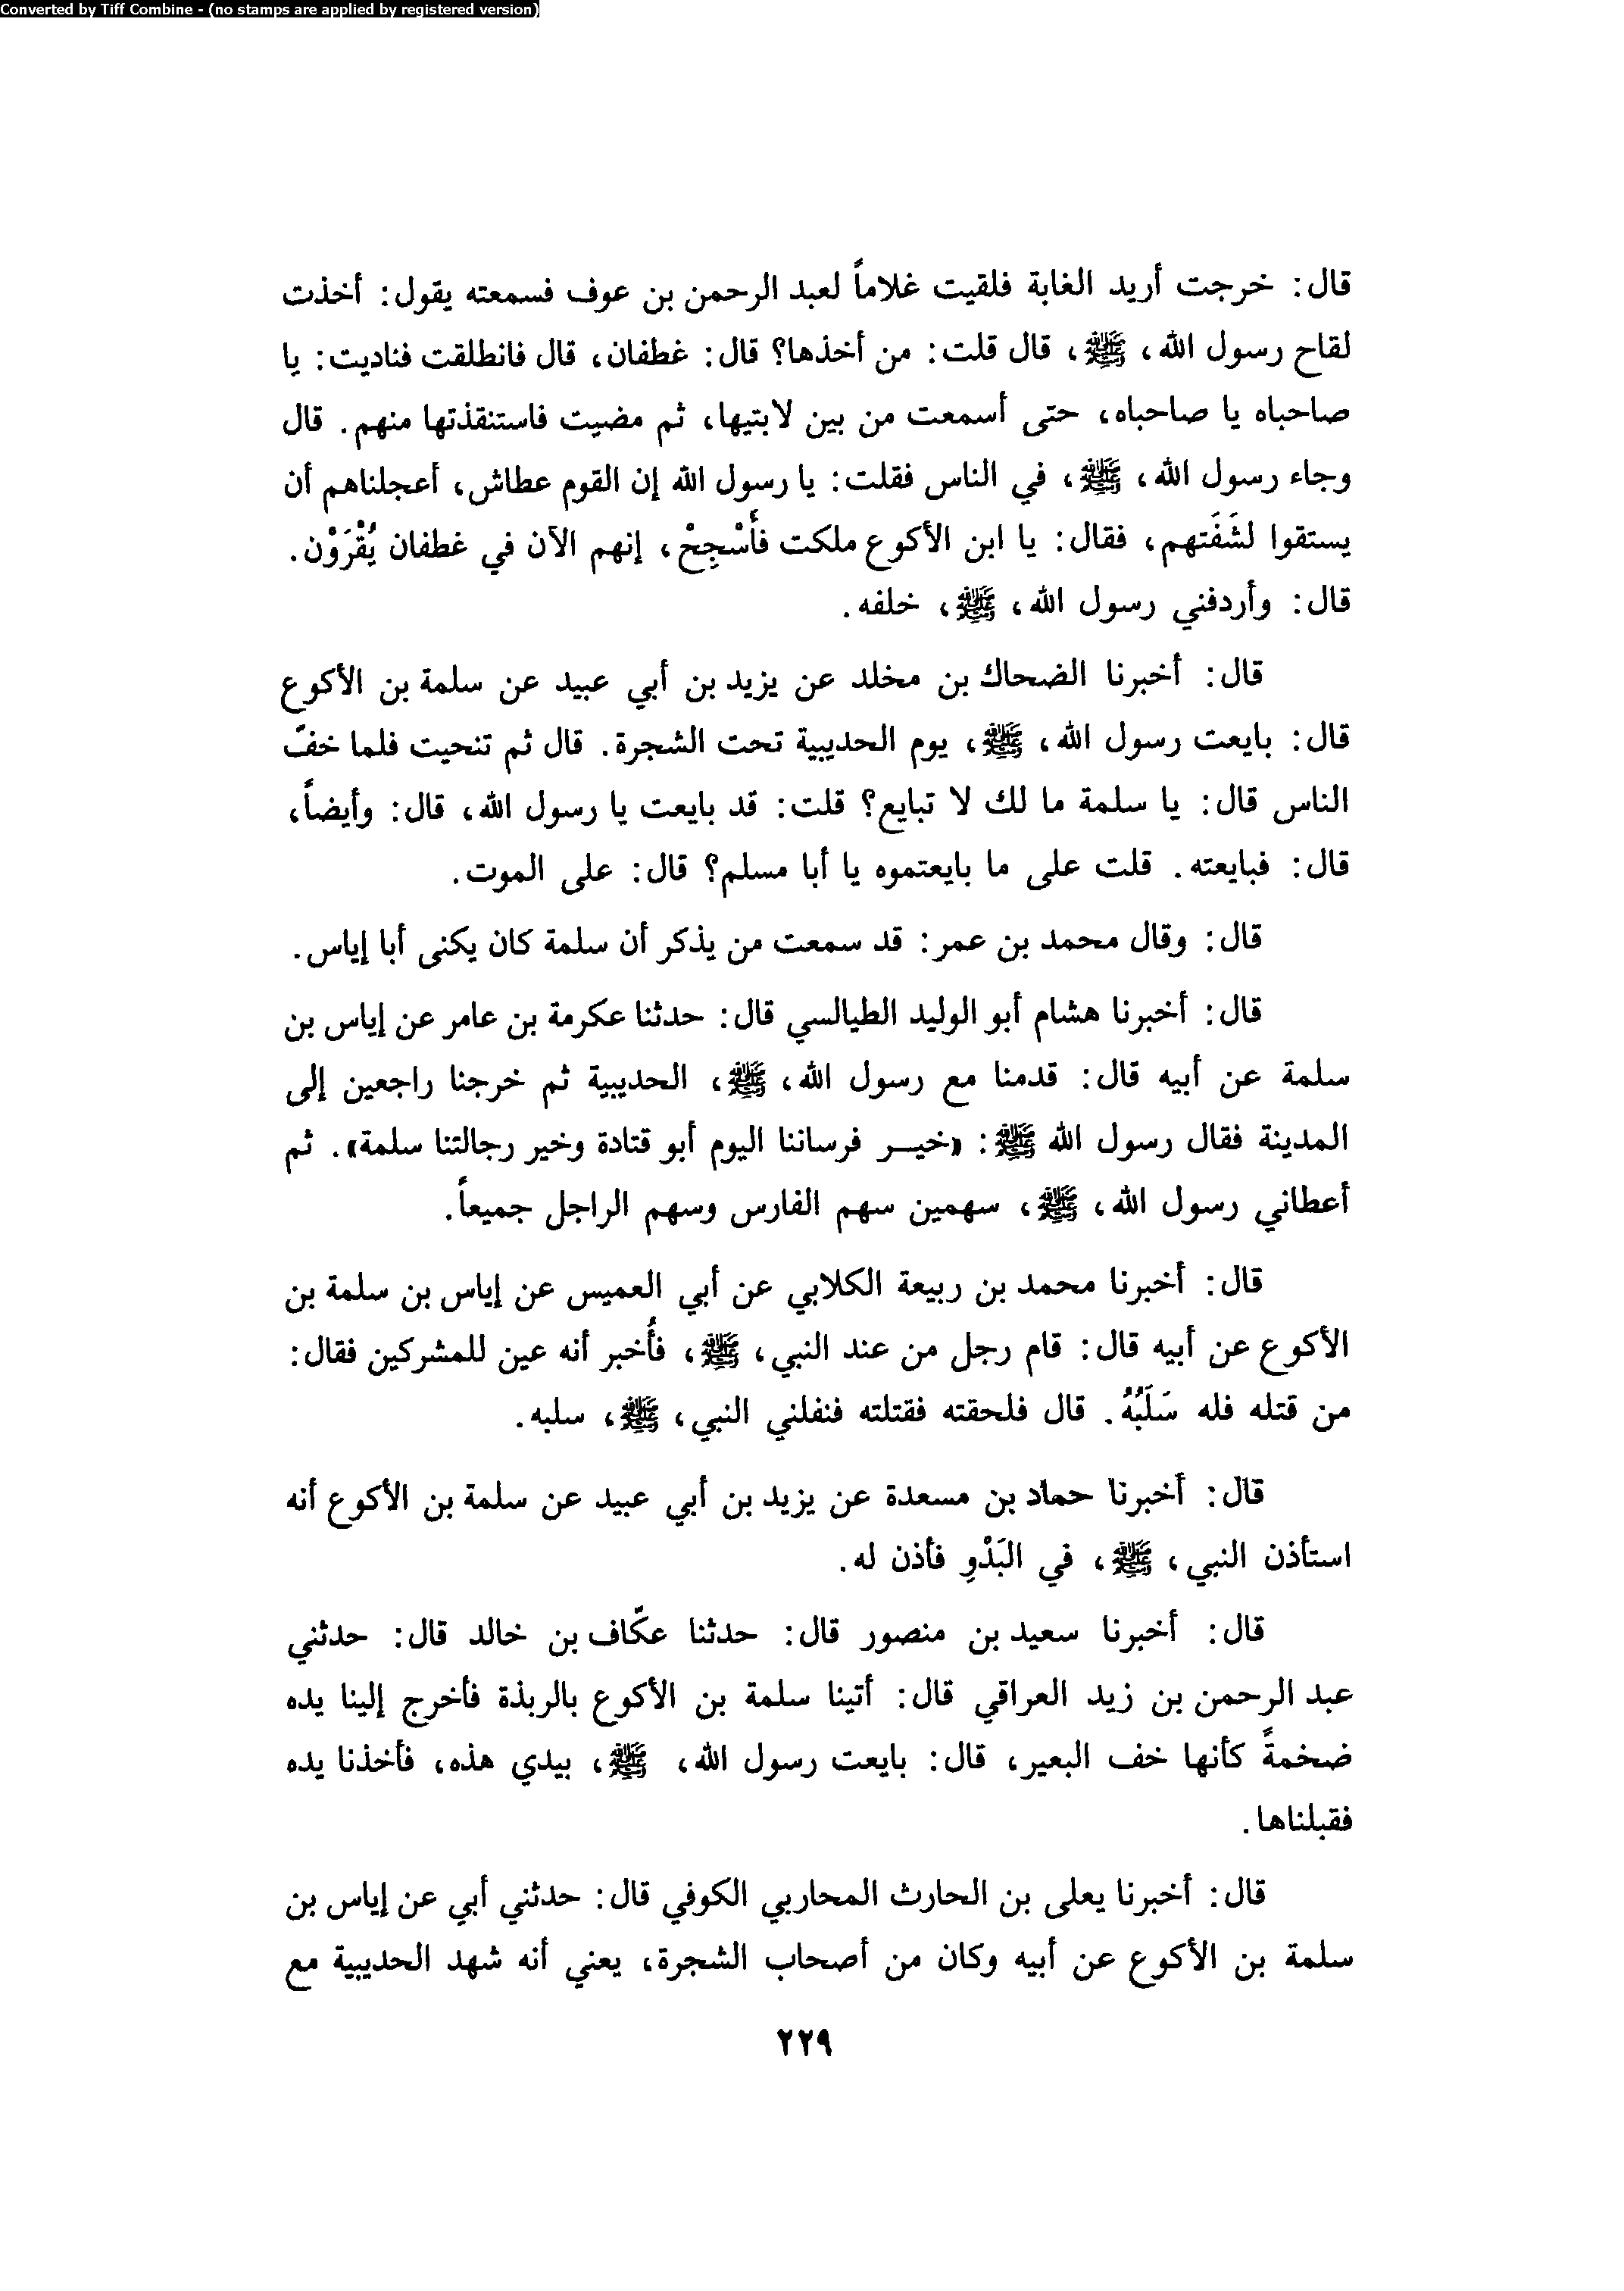 Converted by Tiff Combine - (no stamps are applied by registered version)
قال: خرجت أريد الغابة فلقيت غلاماً لعبد الرحمن بن عوف فسمعته يقول: أخذت
لقاح رسول الله، ﷺ، قال قلت: من أخذها؟ قال: غطفان، قال فانطلقت فناديت: يا
صاحباه يا صاحباه، حتى أسمعت من بين لابتيها، ثم مضيت فاستنقذتها منهم. قال
وجاء رسول الله، ﷺ، في الناس فقلت: يا رسول الله إن القوم عطاش، أعجلناهم أن
يستقوا لشَفَتهم، فقال: يا ابن الأكوع ملكت فأَسْجِحْ، إنهم الآن في غطفان يُقْرَوْن.
قال: وأردفني رسول الله، ﷺ، خلفه.
قال: أخبرنا الضحاك بن مخلد عن يزيد بن أبي عبيد عن سلمة بن الأكوع
قال: بايعت رسول الله، ﷺ، يوم الحديبية تحت الشجرة. قال ثم تنحيت فلما خفّ
الناس قال: يا سلمة ما لك لا تبايع؟ قلت: قد بايعت يا رسول الله، قال: وأيضاً،
قال: فبايعته. قلت على ما بايعتموه يا أبا مسلم؟ قال: على الموت.
قال: وقال محمد بن عمر: قد سمعت من يذكر أن سلمة كان يكنى أبا إياس.
قال: أخبرنا هشام أبو الوليد الطيالسي قال: حدثنا عكرمة بن عامر عن إياس بن
سلمة عن أبيه قال: قدمنا مع رسول الله، ﷺ، الحديبية ثم خرجنا راجعين إلى
المدينة فقال رسول الله ﷺ: «خيـر فرساننا اليوم أبو قتادة وخير رجالتنا سلمة». ثم
أعطاني رسول الله، ﷺ، سهمين سهم الفارس وسهم الراجل جميعاً.
قال: أخبرنا محمد بن ربيعة الكلابي عن أبي العميس عن إياس بن سلمة بن
الأكوع عن أبيه قال: قام رجل من عند النبي، ﷺ، فأُخبر أنه عين للمشركين فقال:
من قتله فله سَلَبُهُ. قال فلحقته فقتلته فنفلني النبي، ﷺ، سلبه.
قال: أخبرنا حماد بن مسعدة عن يزيد بن أبي عبيد عن سلمة بن الأكوع أنه
استأذن النبي، ﷺ، في البَدْوِ فأذن له.
قال: أخبرنا سعيد بن منصور قال: حدثنا عكّاف بن خالد قال: حدثني
عبد الرحمن بن زيد العراقي قال: أتينا سلمة بن الأكوع بالربذة فأخرج إلينا يده
ضخمةً كأنها خف البعير، قال: بايعت رسول الله، ﷺ، بيدي هذه، فأخذنا يده
فقبلناها.
قال: أخبرنا يعلى بن الحارث المحاربي الكوفي قال: حدثني أبي عن إياس بن
سلمة بن الأكوع عن أبيه وكان من أصحاب الشجرة، يعني أنه شهد الحديبية مع
٢٢٩